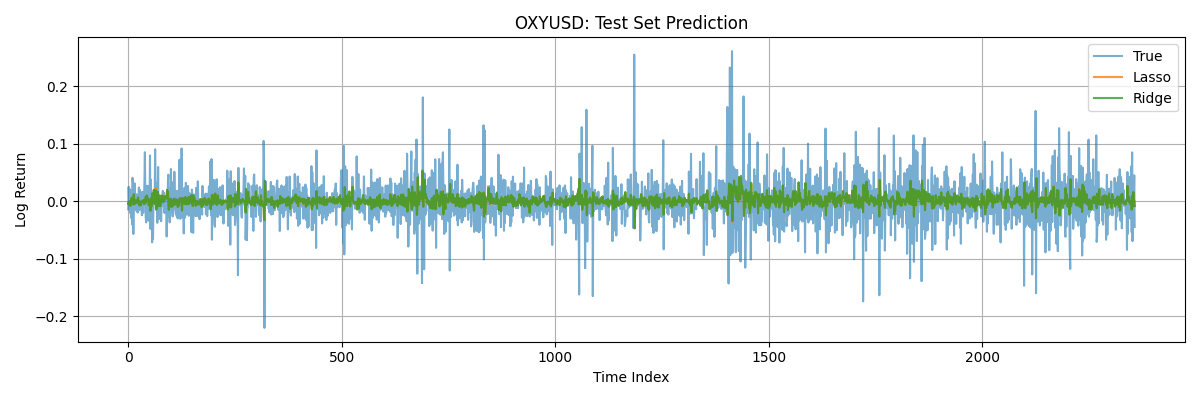 OXYUSD: Test Set Prediction
True
Lasso
Ridge
0.2
0.1
0.0
−0.1
−0.2
Log Return
0
500
1000
1500
2000
Time Index